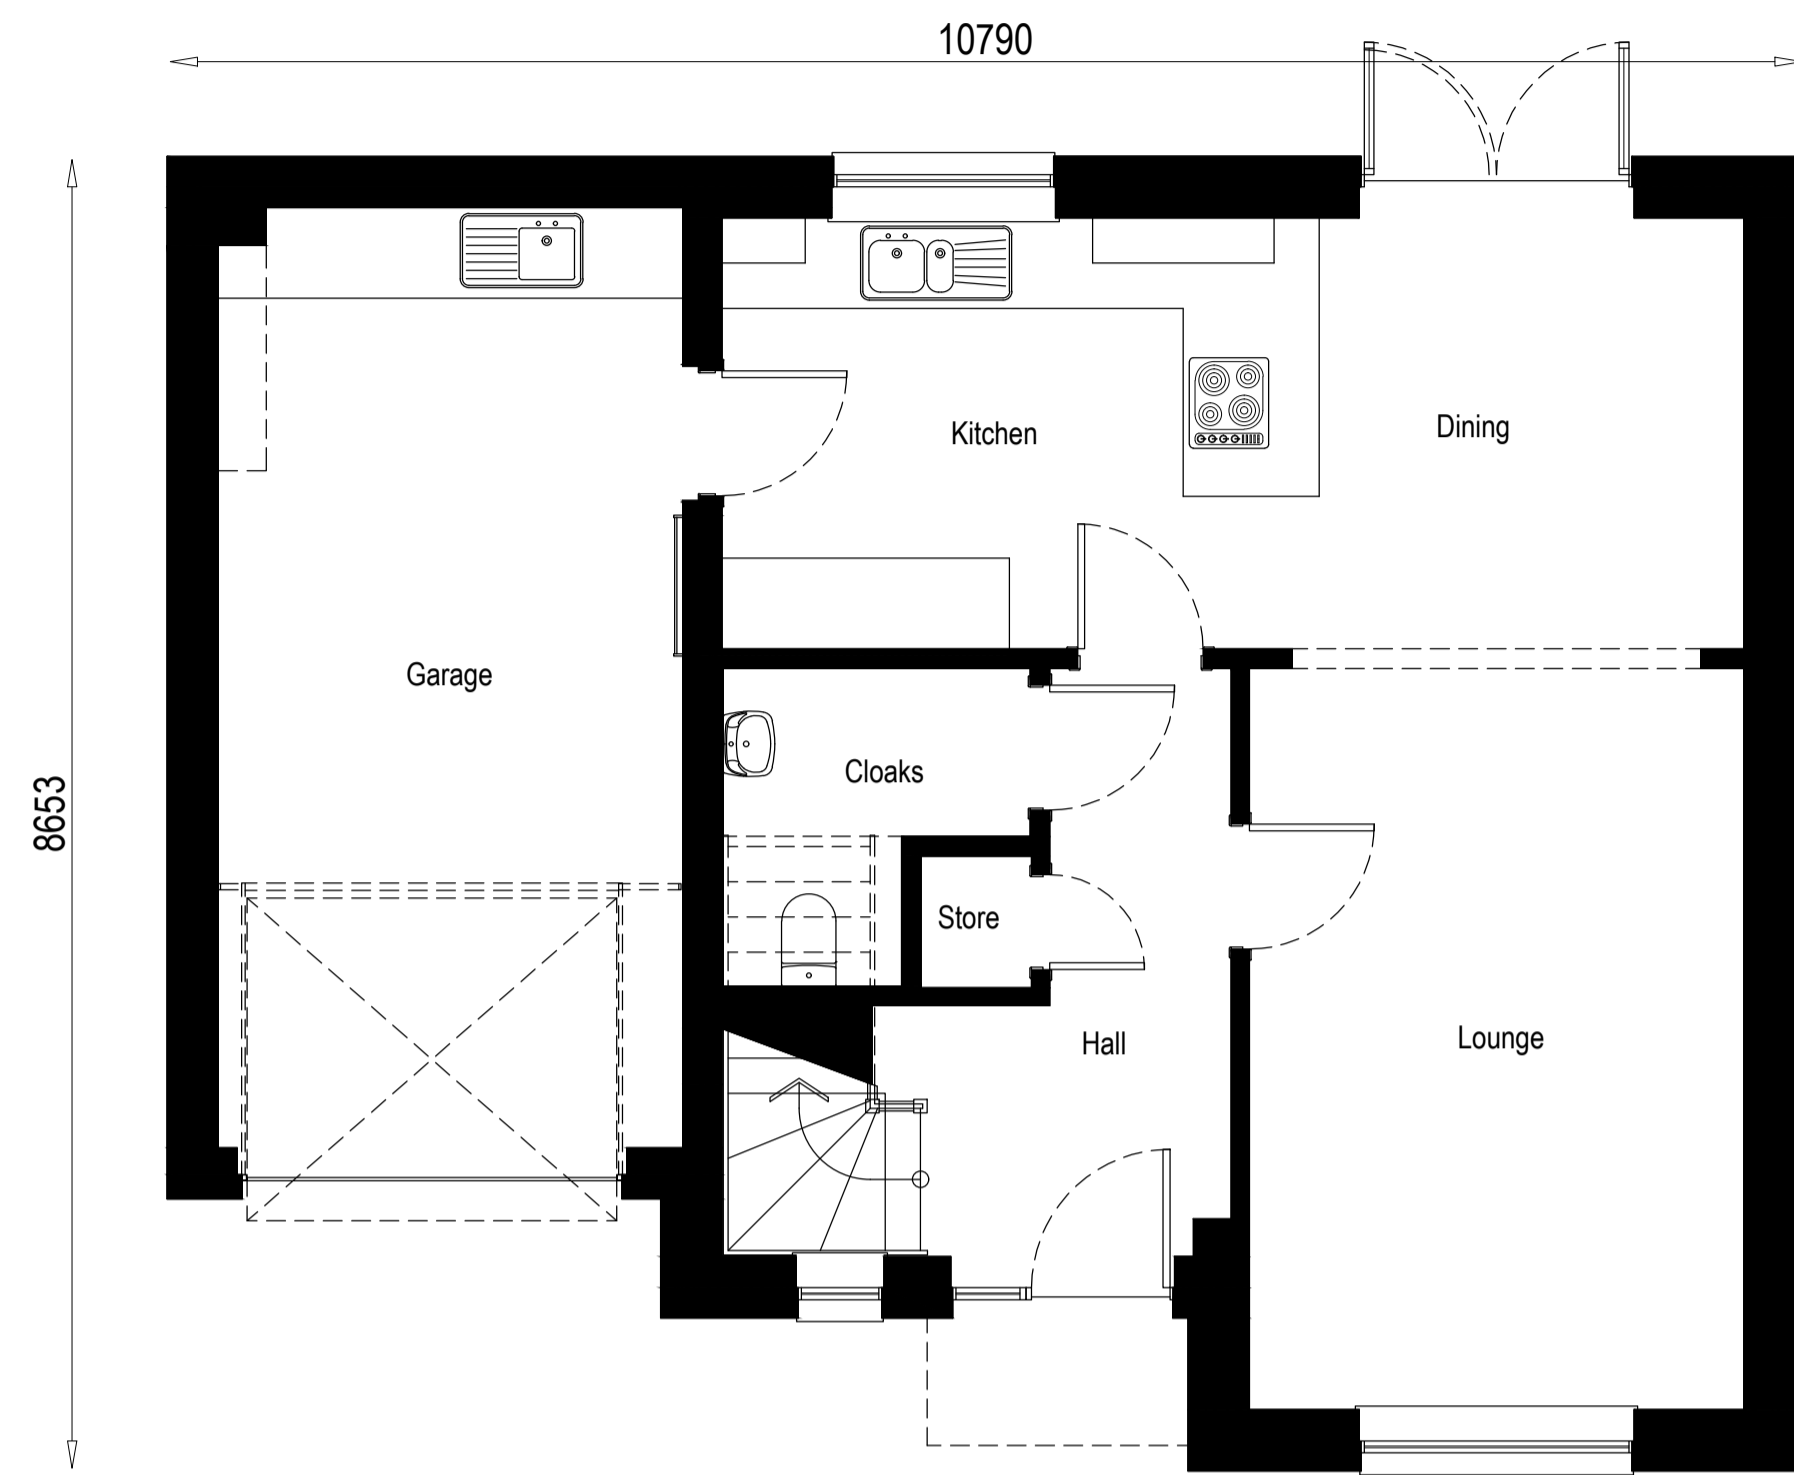 10790
Kitchen
Dining
Garage
Cloaks
8653
Store
Hall
Lounge